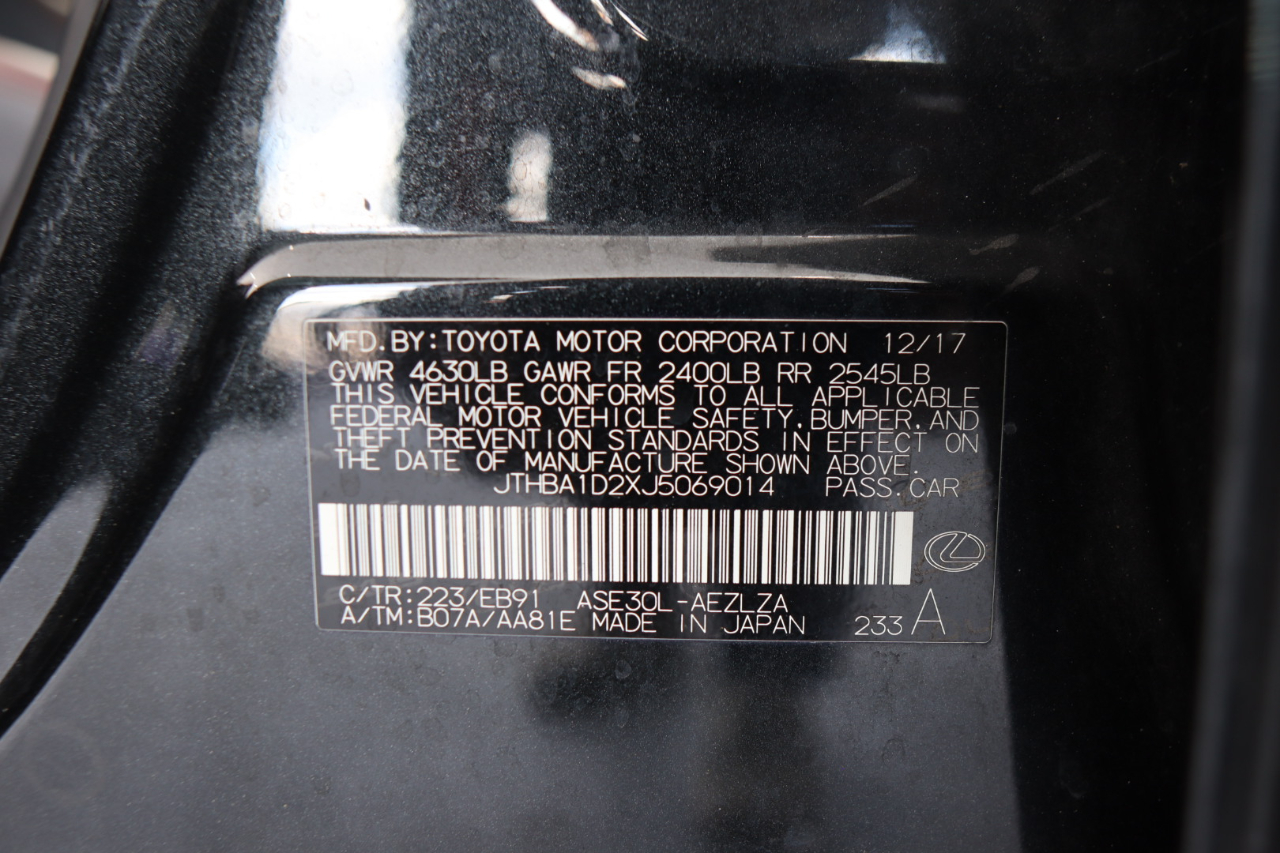 MFD.BY:TOYOTA MOTOR CORPORATION 12/17
GVWR 4630LB GAWR FR 2400LB RR 2545LB
THIS VEHICLE CONFORMS TO ALL APPLICABLE
FEDERAL MOTOR VEHICLE SAFETY,BUMPER,AND
THEFT PREVENTION STANDARDS IN EFFECT ON
THE DATE OF MANUFACTURE SHOWN ABOVE.
JTHBA1D2XJ5069014 PASS.CAR
C/TR:223/EB91 ASE30L-AEZLZA
A/TM:B07A/AA81E MADE IN JAPAN 233 A